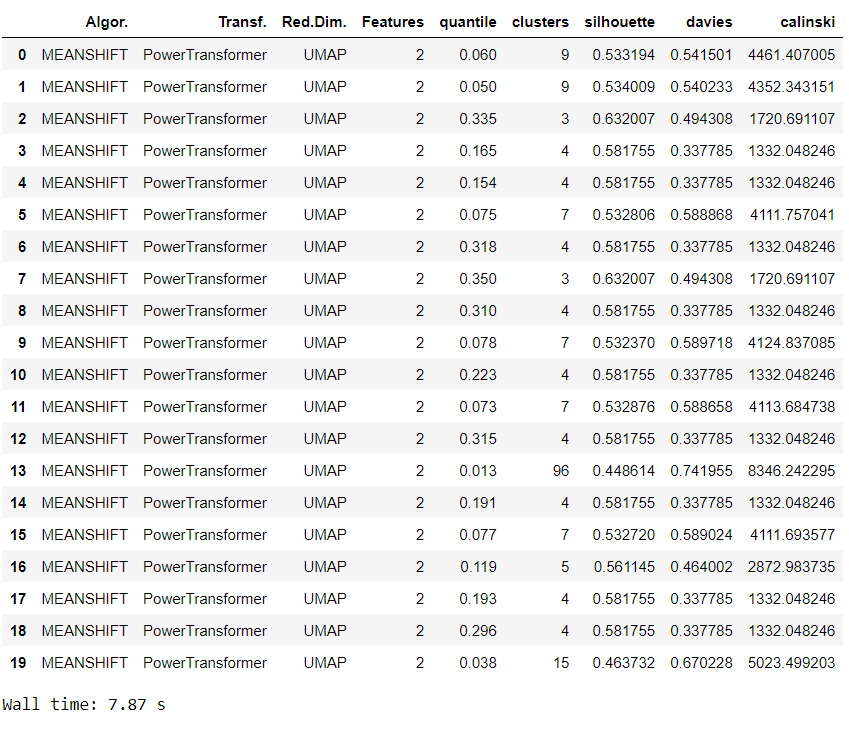 Algor. Transf. Red.Dim. Features quantile clusters silhouette davies calinski
0 MEANSHIFT PowerTransformer UMAP 2 0.060 9 0.533194 0.541501 4461.407005
1 MEANSHIFT PowerTransformer UMAP 2 0.050 9 0.534009 0.540233 4352.343151
2 MEANSHIFT PowerTransformer UMAP 2 0.335 3 0.632007 0.494308 1720.691107
3 MEANSHIFT PowerTransformer UMAP 2 0.165 4 0.581755 0.337785 1332.048246
4 MEANSHIFT PowerTransformer UMAP 2 0.154 4 0.581755 0.337785 1332.048246
5 MEANSHIFT PowerTransformer UMAP 2 0.075 7 0.532806 0.588868 4111.757041
6 MEANSHIFT PowerTransformer UMAP 2 0.318 4 0.581755 0.337785 1332.048246
7 MEANSHIFT PowerTransformer UMAP 2 0.350 3 0.632007 0.494308 1720.691107
8 MEANSHIFT PowerTransformer UMAP 2 0.310 4 0.581755 0.337785 1332.048246
9 MEANSHIFT PowerTransformer UMAP 2 0.078 7 0.532370 0.589718 4124.837085
10 MEANSHIFT PowerTransformer UMAP 2 0.223 4 0.581755 0.337785 1332.048246
11 MEANSHIFT PowerTransformer UMAP 2 0.073 7 0.532876 0.588658 4113.684738
12 MEANSHIFT PowerTransformer UMAP 2 0.315 4 0.581755 0.337785 1332.048246
13 MEANSHIFT PowerTransformer UMAP 2 0.013 96 0.448614 0.741955 8346.242295
14 MEANSHIFT PowerTransformer UMAP 2 0.191 4 0.581755 0.337785 1332.048246
15 MEANSHIFT PowerTransformer UMAP 2 0.077 7 0.532720 0.589024 4111.693577
16 MEANSHIFT PowerTransformer UMAP 2 0.119 5 0.561145 0.464002 2872.983735
17 MEANSHIFT PowerTransformer UMAP 2 0.193 4 0.581755 0.337785 1332.048246
18 MEANSHIFT PowerTransformer UMAP 2 0.296 4 0.581755 0.337785 1332.048246
19 MEANSHIFT PowerTransformer UMAP 2 0.038 15 0.463732 0.670228 5023.499203
Wall time: 7.87 s